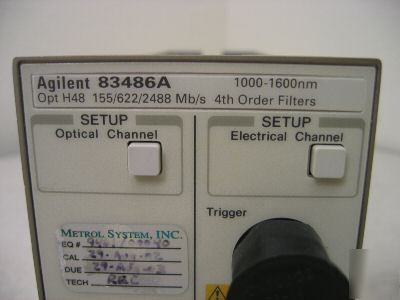 Agilent 83486A 1000-1600nm
Opt H48 155/622/2488 Mb/s 4th Order Filters
SETUP
Optical Channel
SETUP
Electrical Channel
Trigger
METROL SYSTEM, INC.
EQ #
CAL
DUE
TECH RRC